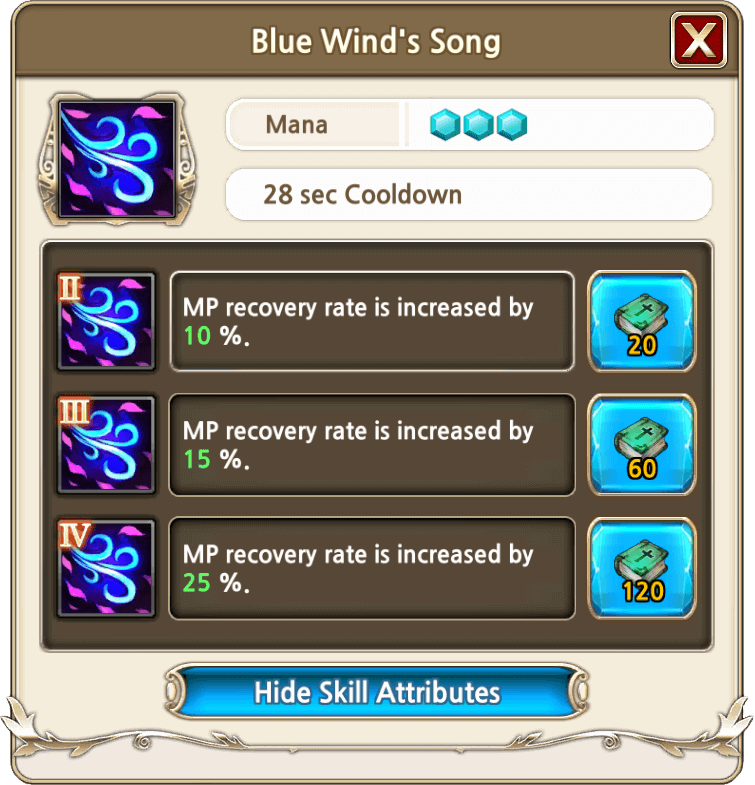 Blue Wind's Song
X
Mana
28 sec Cooldown
II
MP recovery rate is increased by
10 %.
20
III
MP recovery rate is increased by
15 %.
60
IV
MP recovery rate is increased by
25 %.
120
Hide Skill Attributes